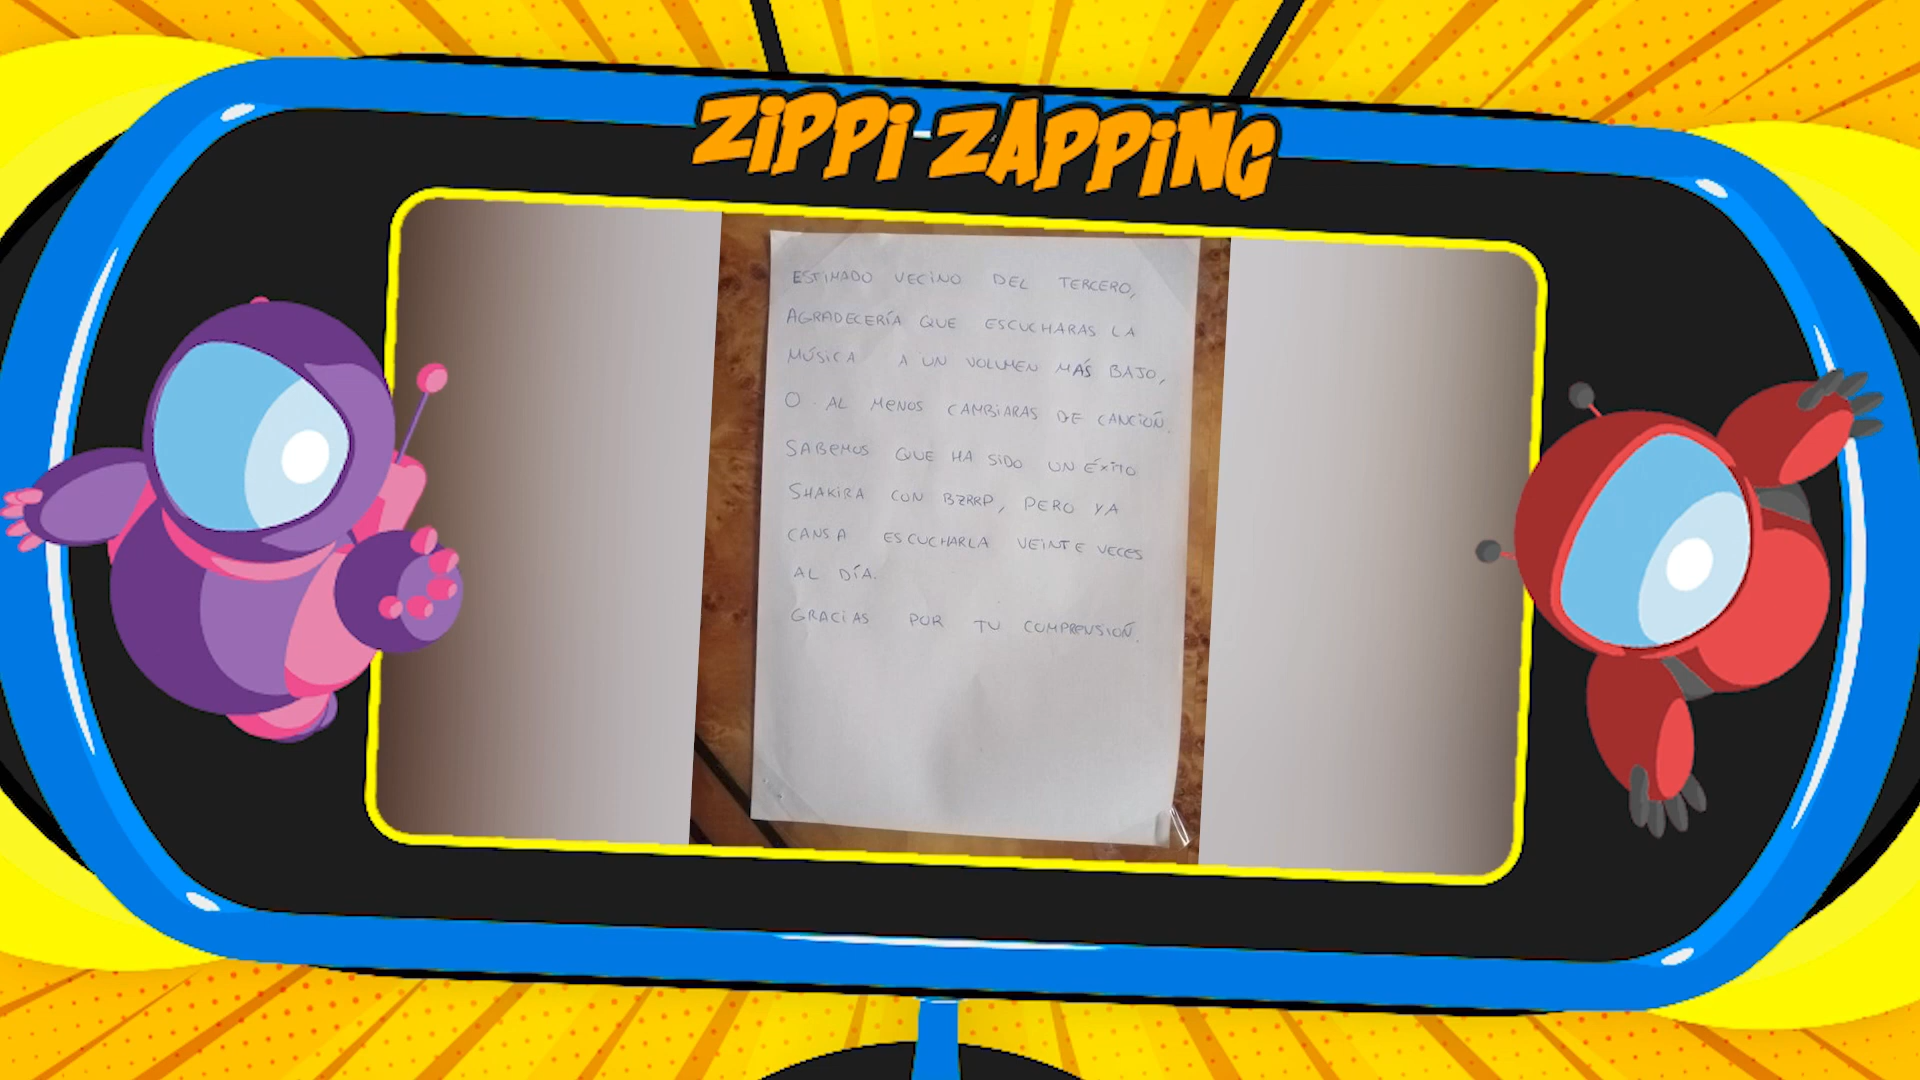 ZiPPi ZAPPiNG
ESTIMADO VECINO DEL TERCERO,
AGRADECERÍA QUE ESCUCHARAS LA
MÚSICA A UN VOLUMEN MÁS BAJO,
O AL MENOS CAMBIARAS DE CANCIÓN.
SABEMOS QUE HA SIDO UN ÉXITO
SHAKIRA CON BZRRP, PERO YA
CANSA ESCUCHARLA VEINTE VECES
AL DÍA.
GRACIAS POR TU COMPRENSIÓN.